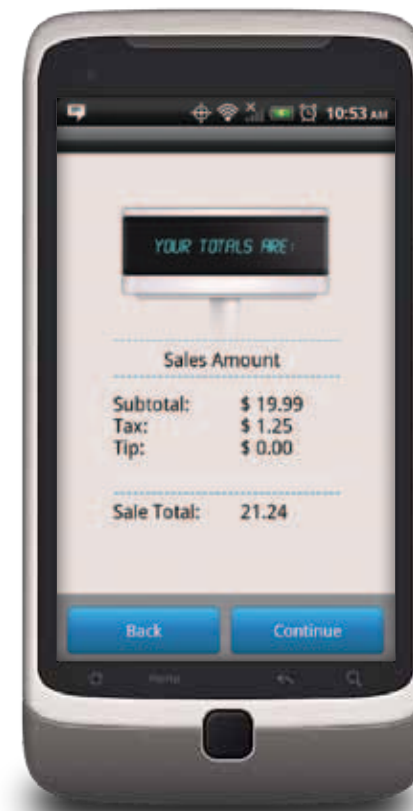 10:53 AM
YOUR TOTALS ARE:
Sales Amount
Subtotal: $ 19.99
Tax: $ 1.25
Tip: $ 0.00
Sale Total: 21.24
Back Continue
menu